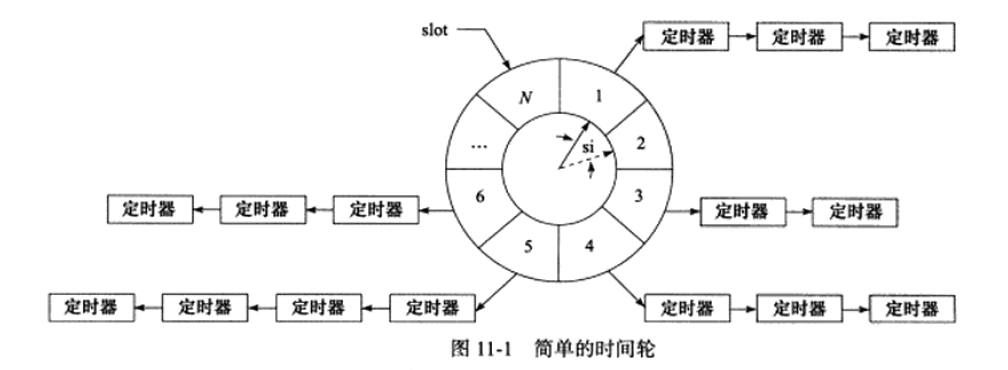 slot
定时器 定时器 定时器
N 1
... si 2
6 3
定时器 定时器 定时器
定时器 定时器
5 4
定时器 定时器 定时器 定时器
定时器 定时器 定时器
图 11-1 简单的时间轮